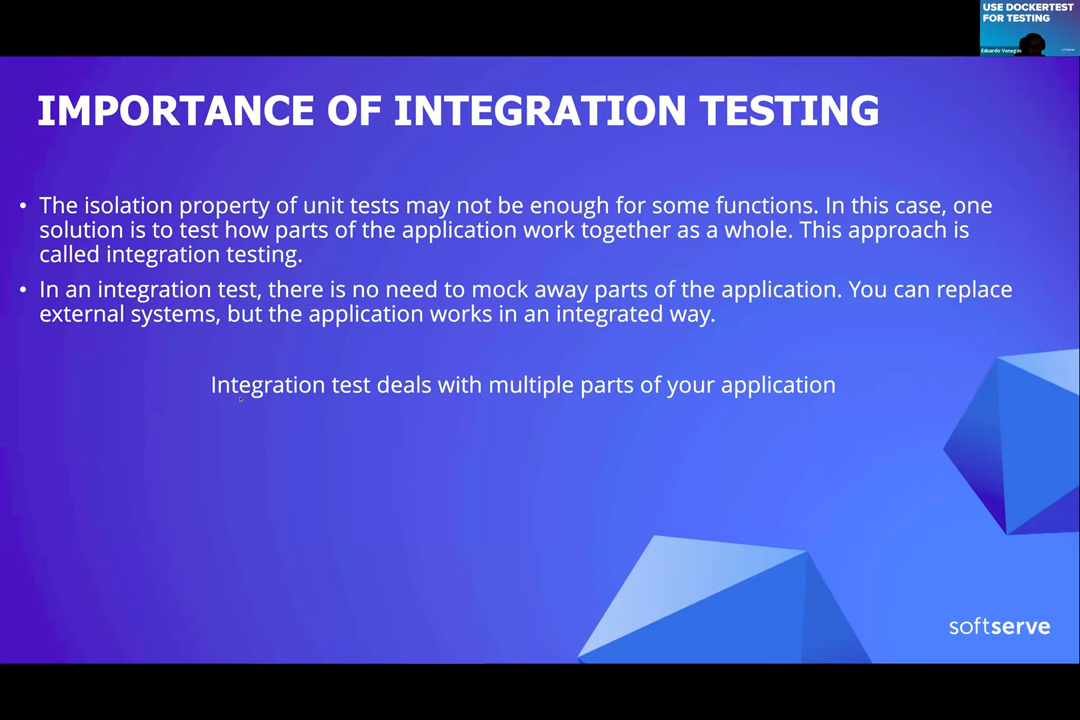 USE DOCKERTEST
FOR TESTING
IMPORTANCE OF INTEGRATION TESTING
• The isolation property of unit tests may not be enough for some functions. In this case, one
solution is to test how parts of the application work together as a whole. This approach is
called integration testing.
• In an integration test, there is no need to mock away parts of the application. You can replace
external systems, but the application works in an integrated way.
Integration test deals with multiple parts of your application
softserve